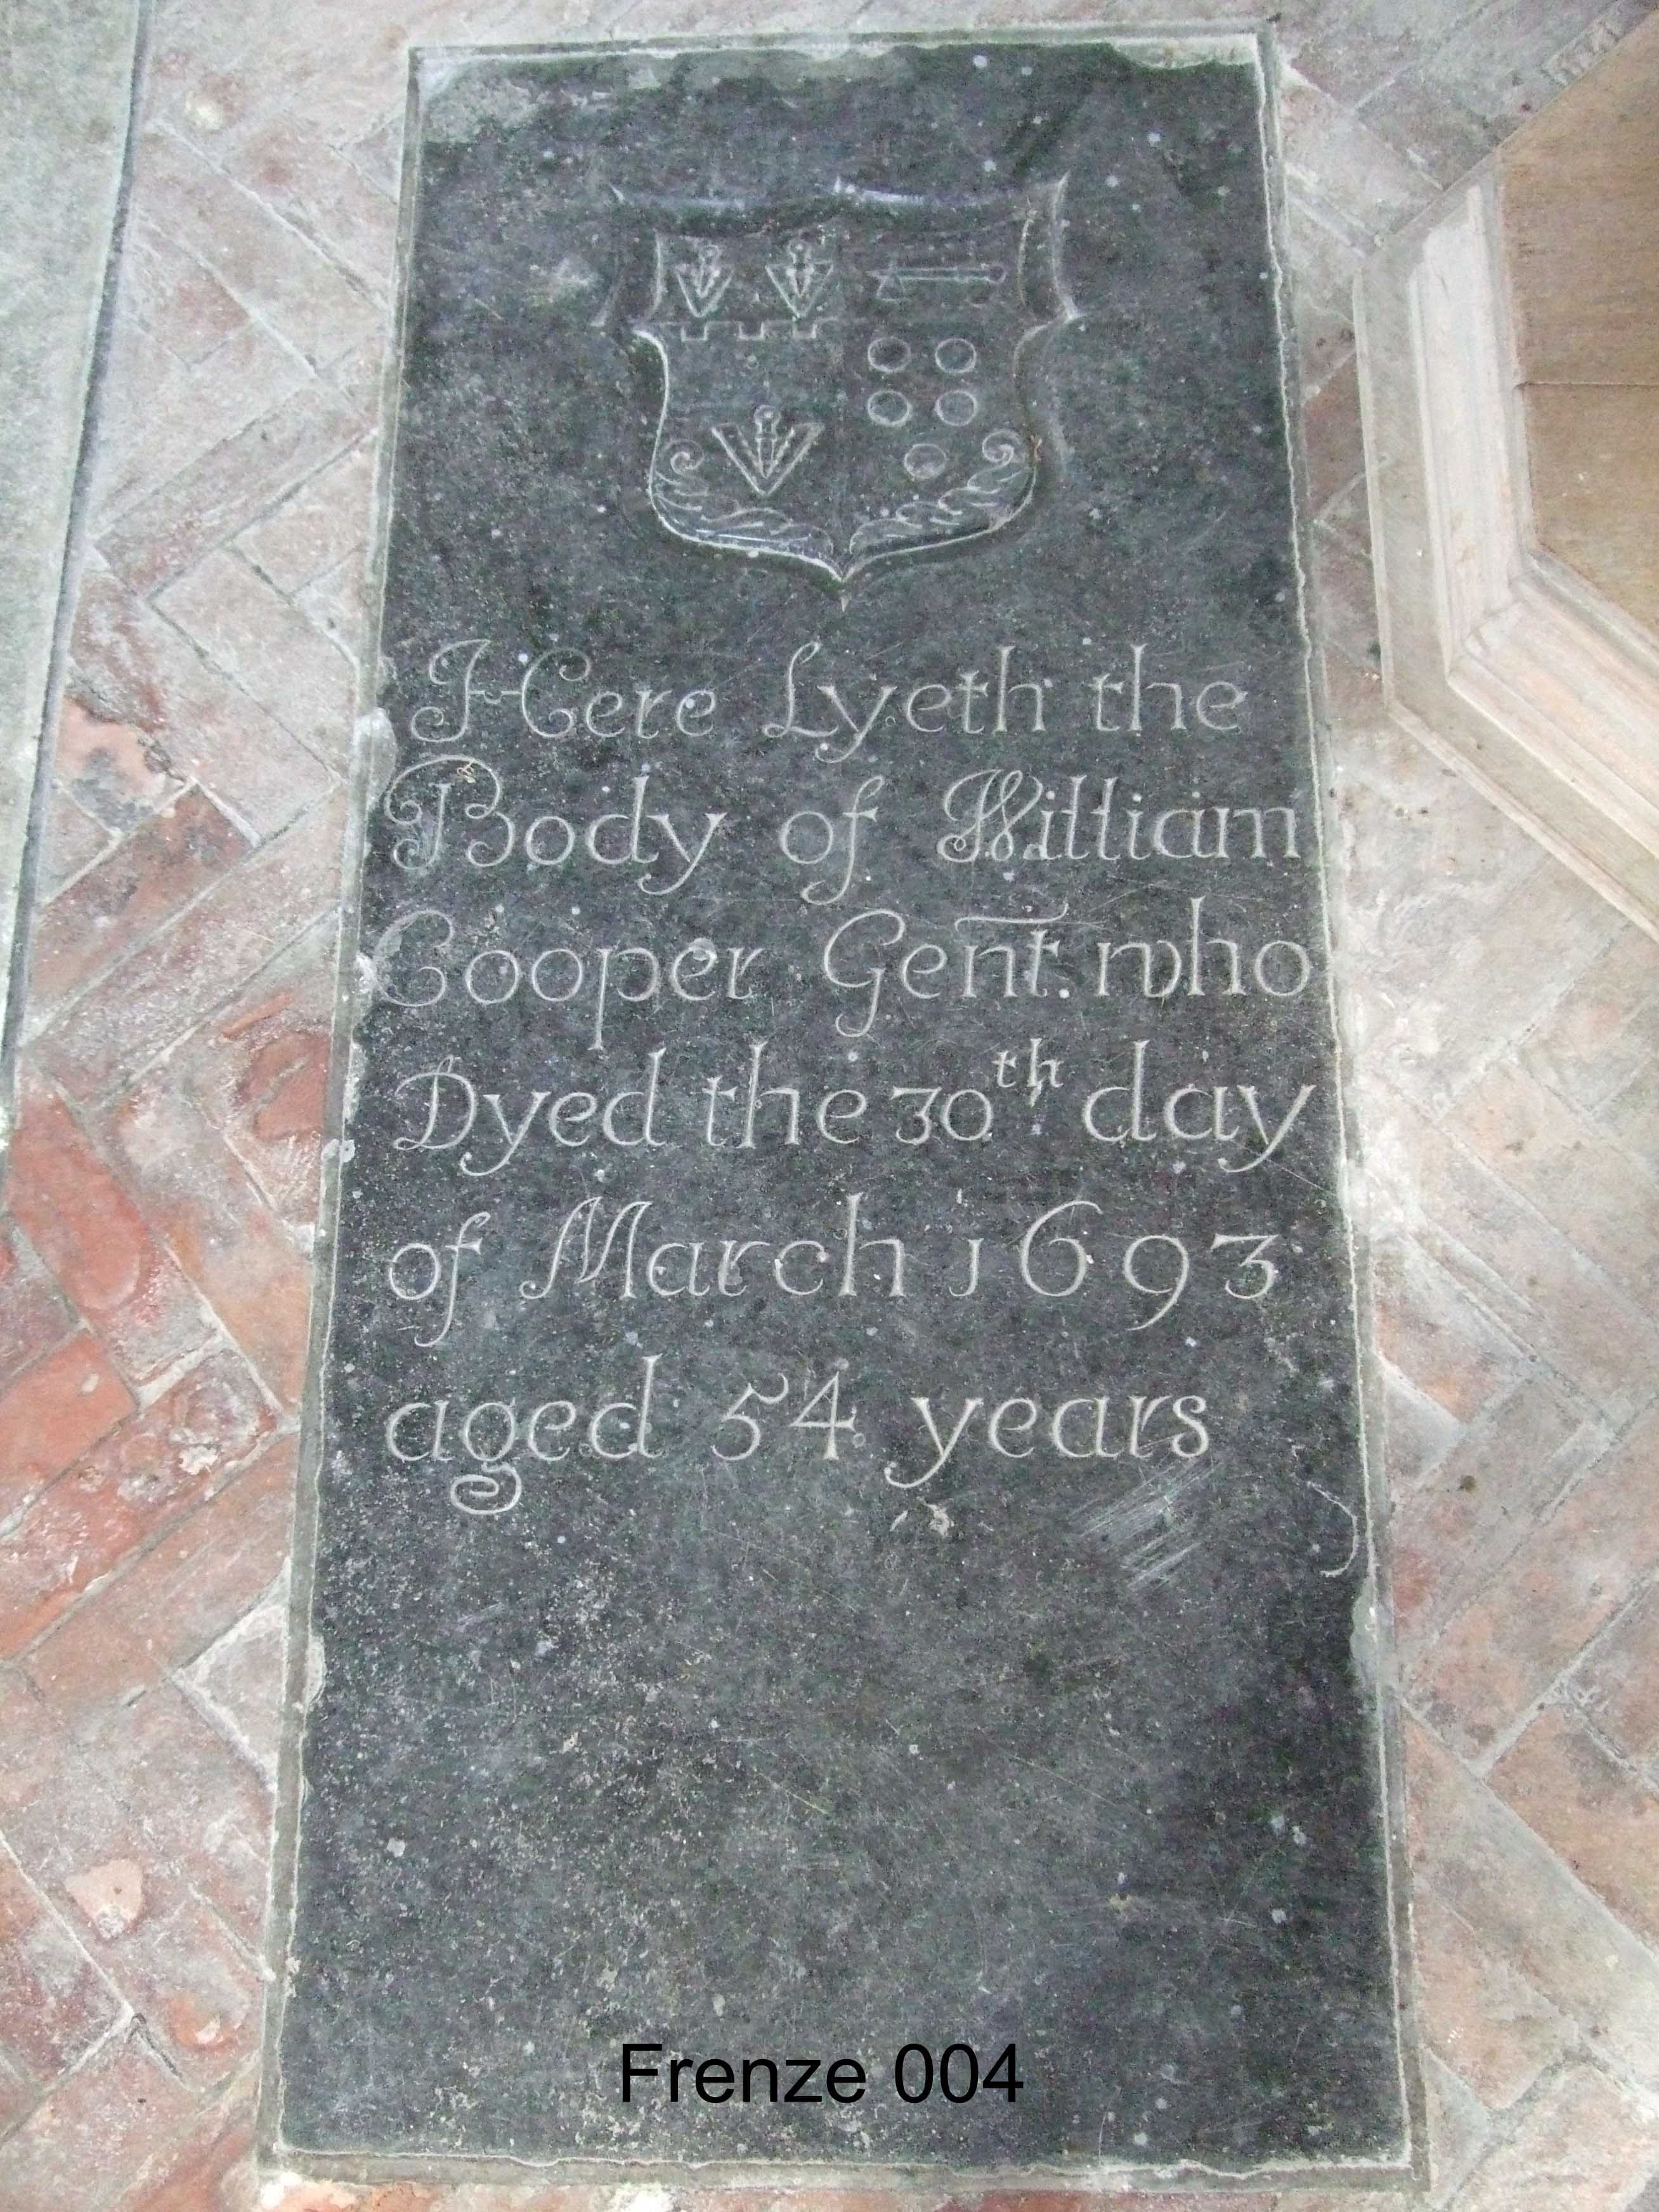 Here Lyeth the
Body of William
Cooper Gent. who
Dyed the 30th day
of March 1693
aged 54 years
Frenze 004